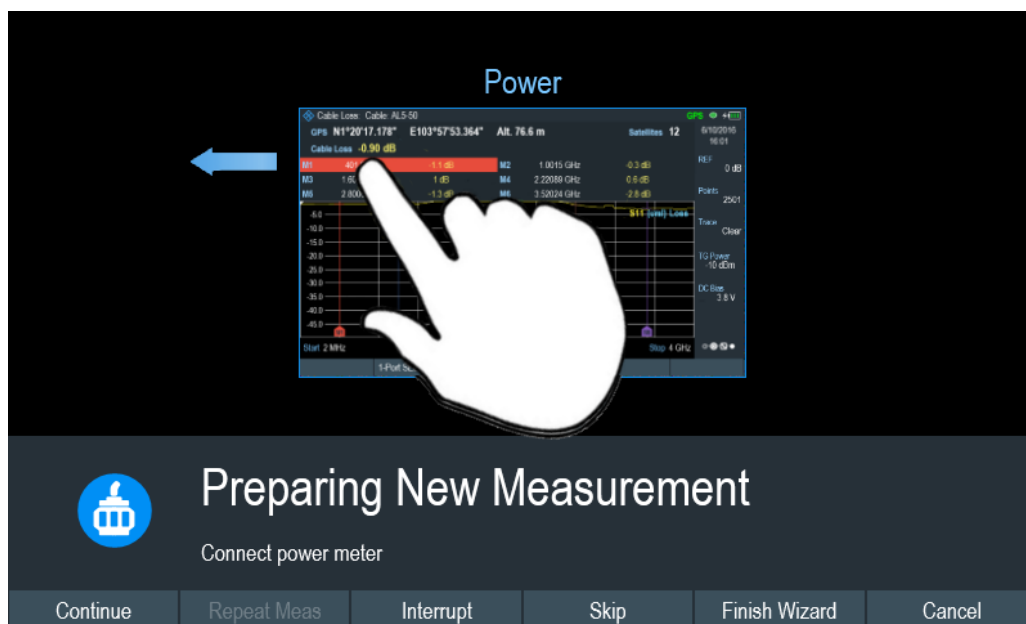 Power
Cable Loss: Cable: AL5-50 GPS
GPS N1°20'17.178" E103°57'53.364" Alt. 76.6 m Satellites 12 6/10/2016
Cable Loss -0.90 dB 16:01
M1 -1.1 dB M2 1.0015 GHz -0.3 dB REF
0 dB
M3 1 dB M4 2.22089 GHz 0.6 dB
M5 -1.3 dB M6 3.52024 GHz -2.8 dB Points
2501
S11 (uni) Loss
-5.0
Trace
Clear
-10.0
-15.0
-20.0 TG Power
-10 dBm
-25.0
-30.0 DC Bias
3.8 V
-35.0
-40.0
-45.0
Start 2 MHz Stop 4 GHz
1-Port
Preparing New Measurement
Connect power meter
Continue Repeat Meas Interrupt Skip Finish Wizard Cancel